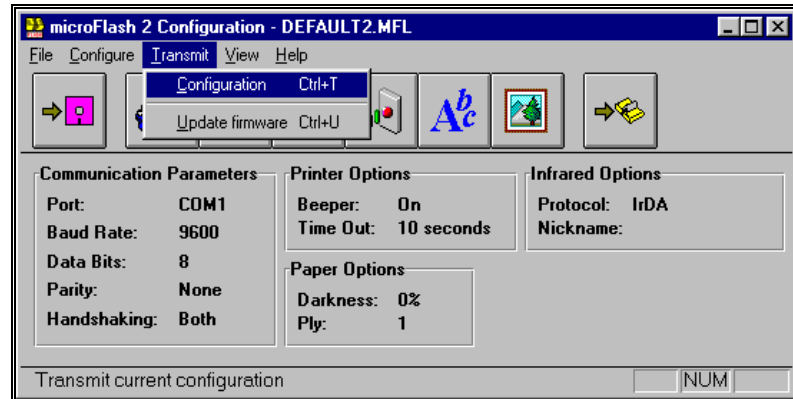 microFlash 2 Configuration - DEFAULT2.MFL
File Configure Transmit View Help
Configuration Ctrl+T
Update firmware Ctrl+U
Abc
Communication Parameters
Port: COM1
Baud Rate: 9600
Data Bits: 8
Parity: None
Handshaking: Both
Printer Options
Beeper: On
Time Out: 10 seconds
Paper Options
Darkness: 0%
Ply: 1
Infrared Options
Protocol: IrDA
Nickname:
Transmit current configuration
NUM